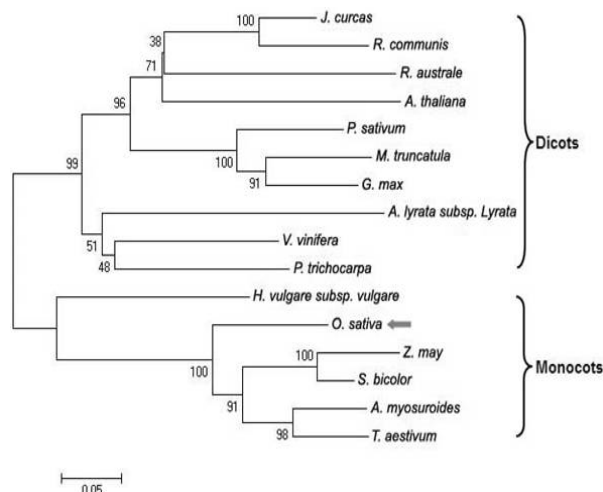 100
J. curcas
38
R. communis
71
R. australe
96
A. thaliana
P. sativum
100
M. truncatula
99
91
G. max
Dicots
A. lyrata subsp. Lyrata
51
V. vinifera
48
P. trichocarpa
H. vulgare subsp. vulgare
O. sativa
100
Z. may
100
S. bicolor
Monocots
91
A. myosuroides
98
T. aestivum
0.05